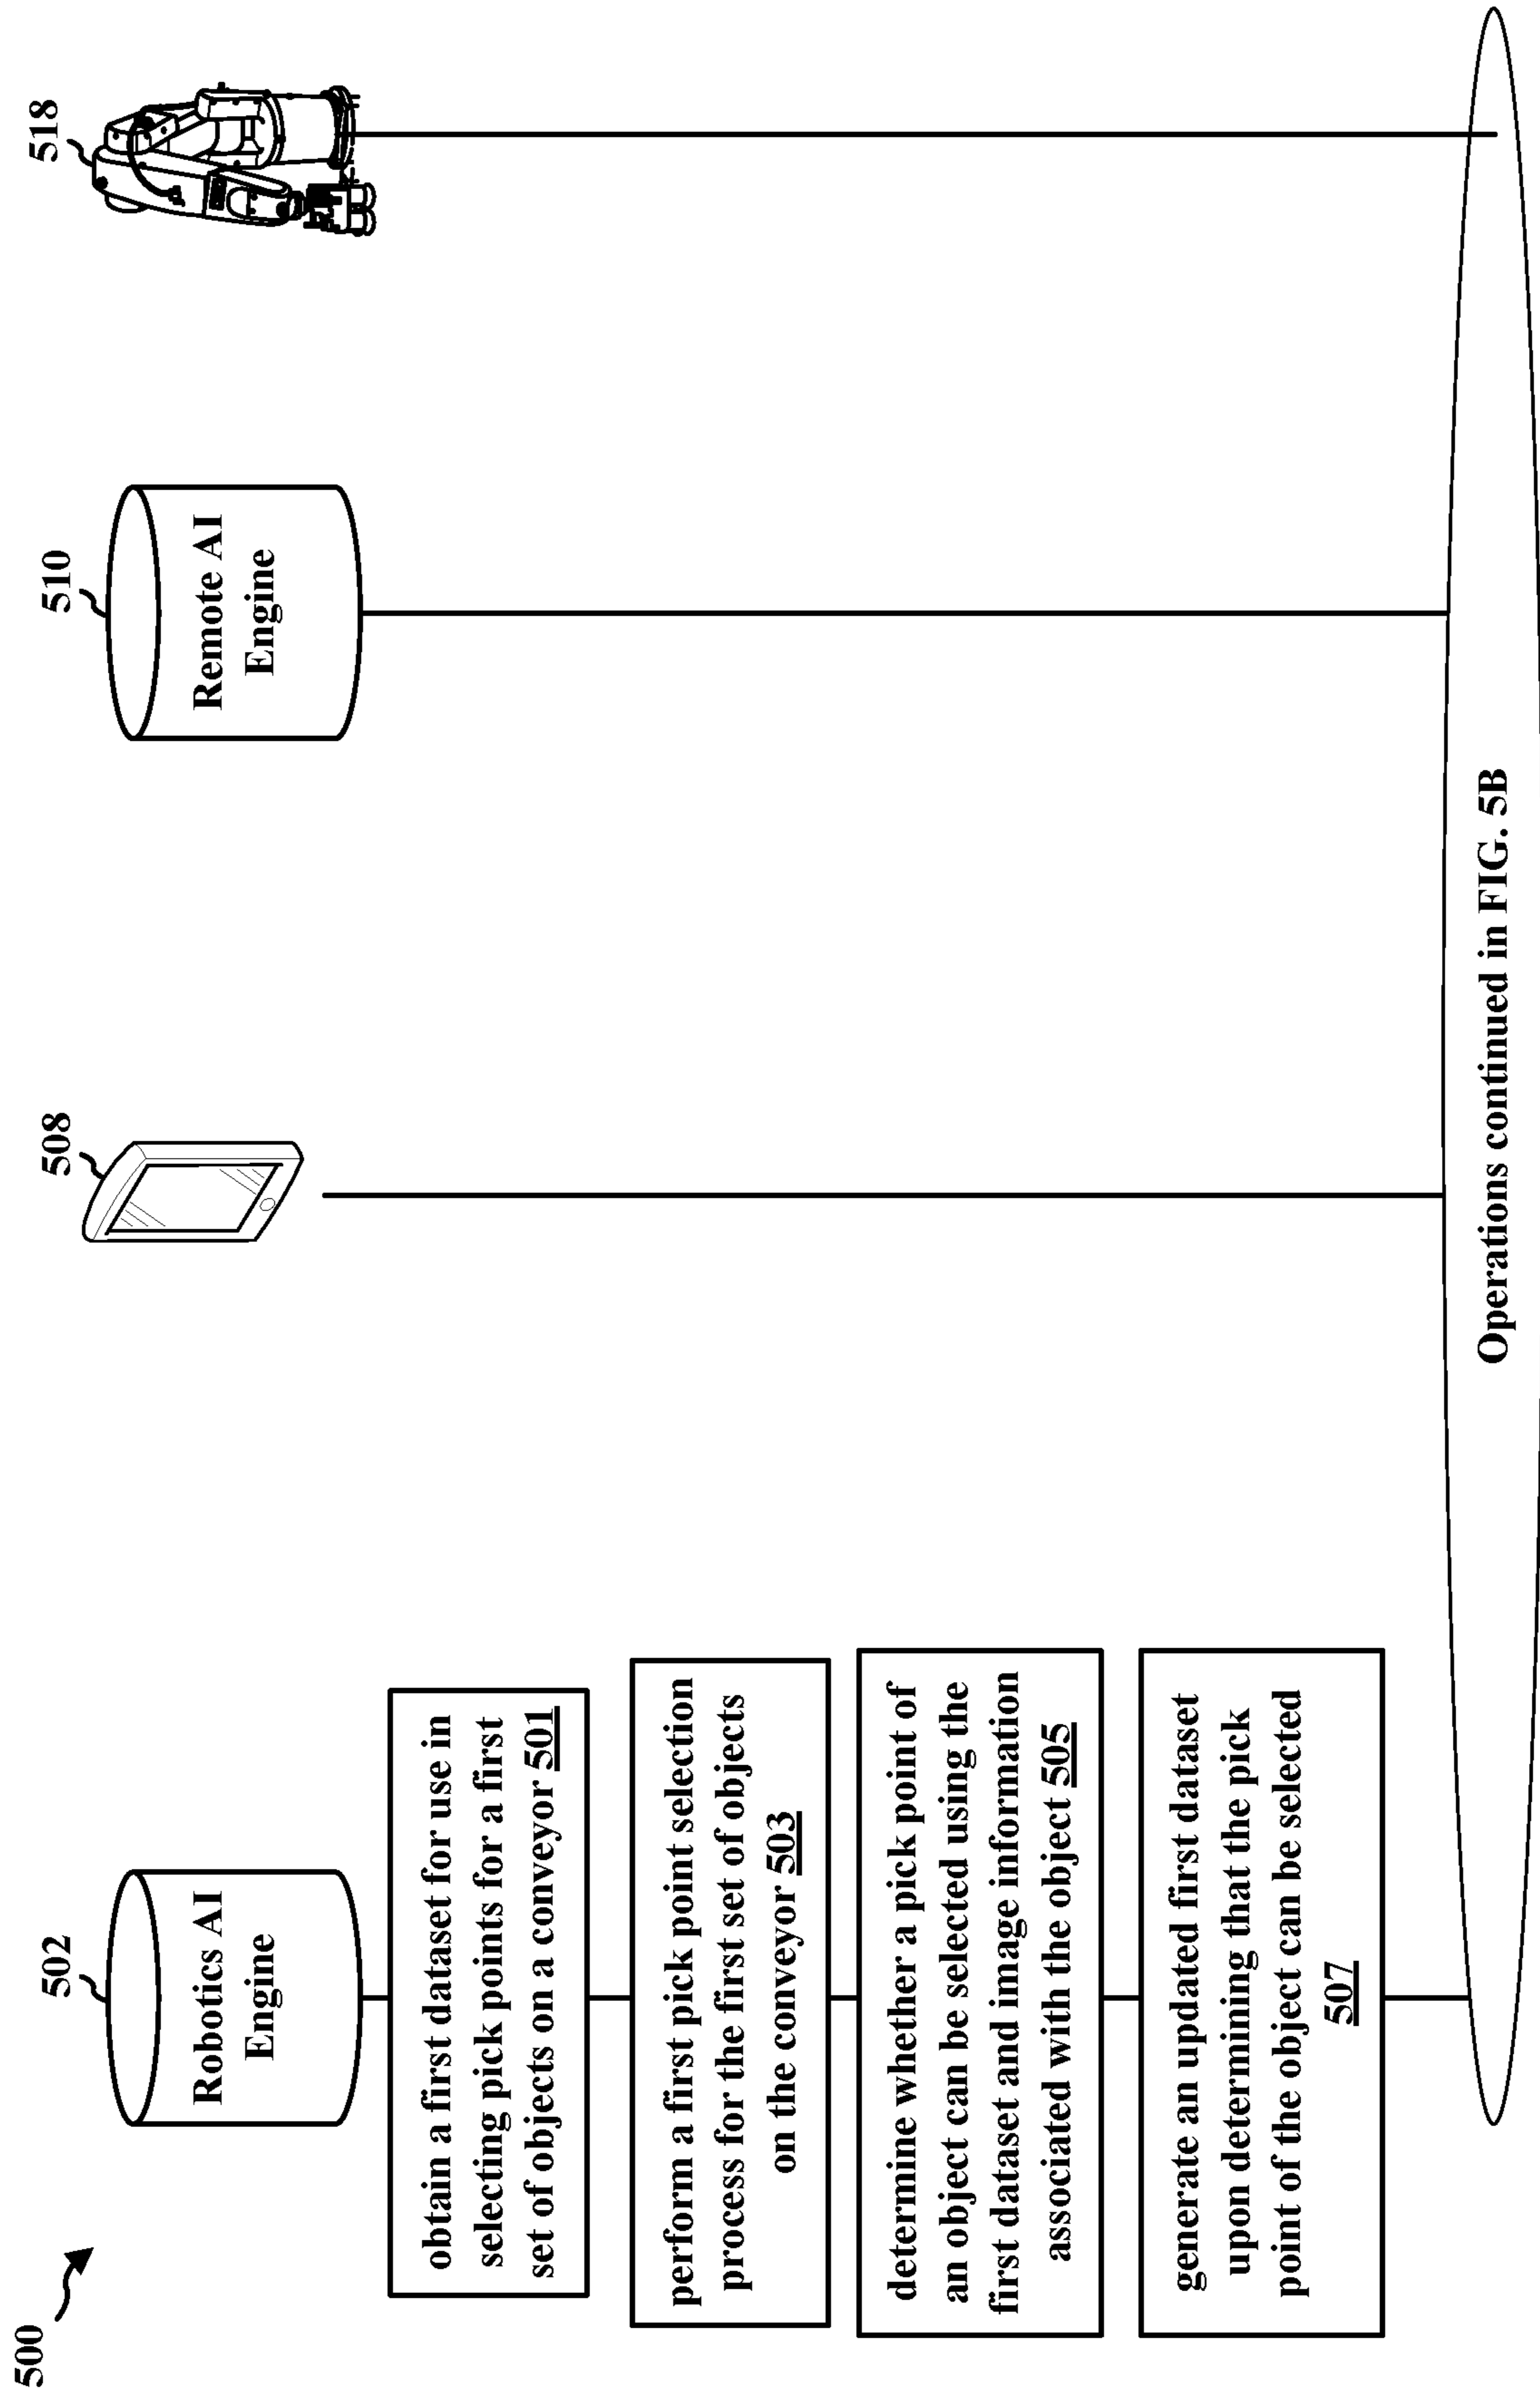 500
502
508
510
518
Robotics AI
Engine
Remote AI
Engine
obtain a first dataset for use in
selecting pick points for a first
set of objects on a conveyor 501
perform a first pick point selection
process for the first set of objects
on the conveyor 503
determine whether a pick point of
an object can be selected using the
first dataset and image information
associated with the object 505
generate an updated first dataset
upon determining that the pick
point of the object can be selected
507
Operations continued in FIG. 5B